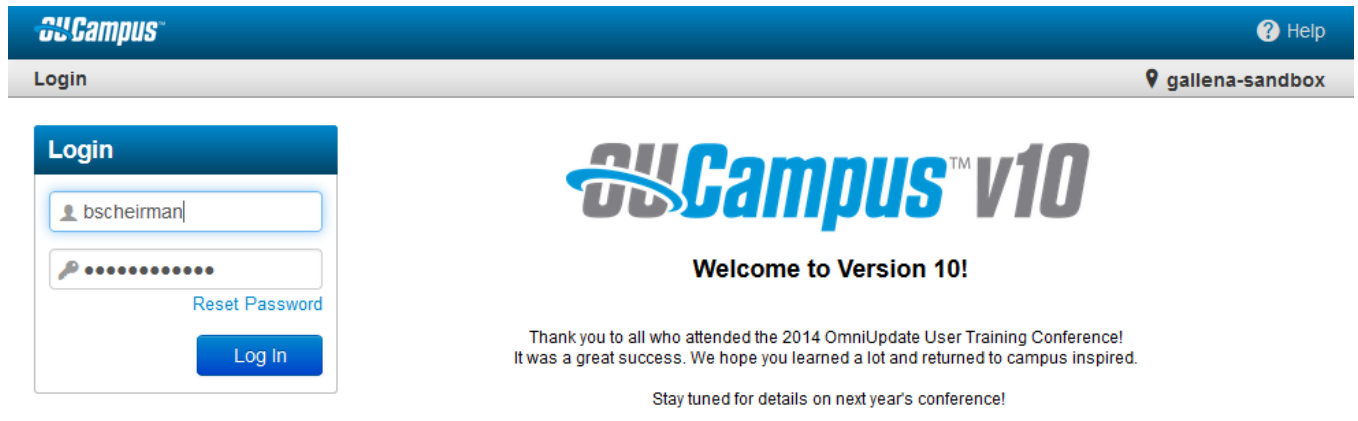 OUCampus™
Help
Login
gallena-sandbox
Login
bscheirman
Reset Password
Log In
OUCampus™ v10
Welcome to Version 10!
Thank you to all who attended the 2014 OmniUpdate User Training Conference!
It was a great success. We hope you learned a lot and returned to campus inspired.
Stay tuned for details on next year's conference!